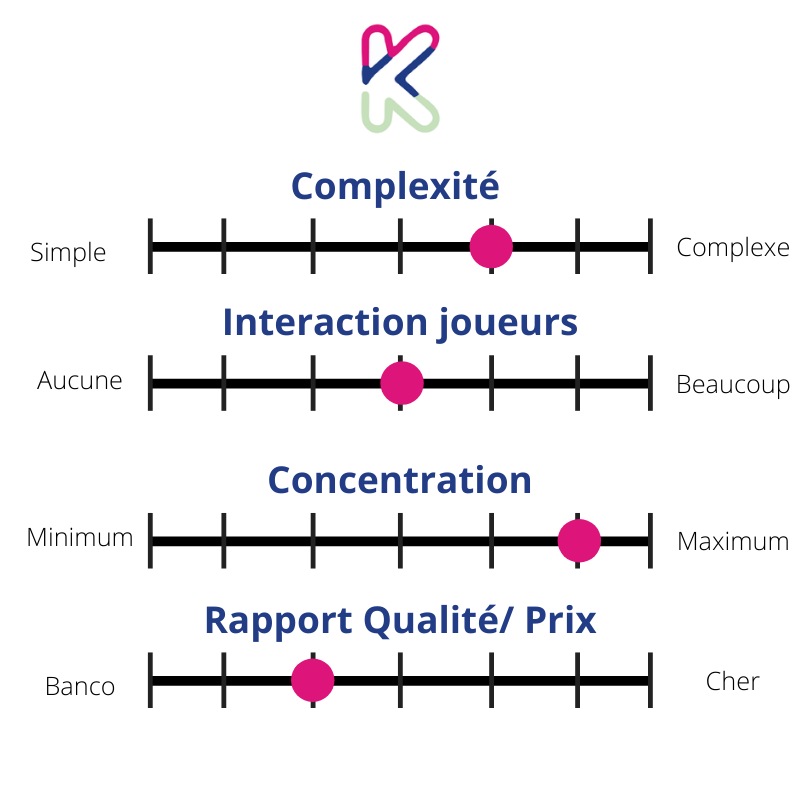 Complexité
Simple
Complexe
Interaction joueurs
Aucune
Beaucoup
Concentration
Minimum
Maximum
Rapport Qualité/ Prix
Banco
Cher